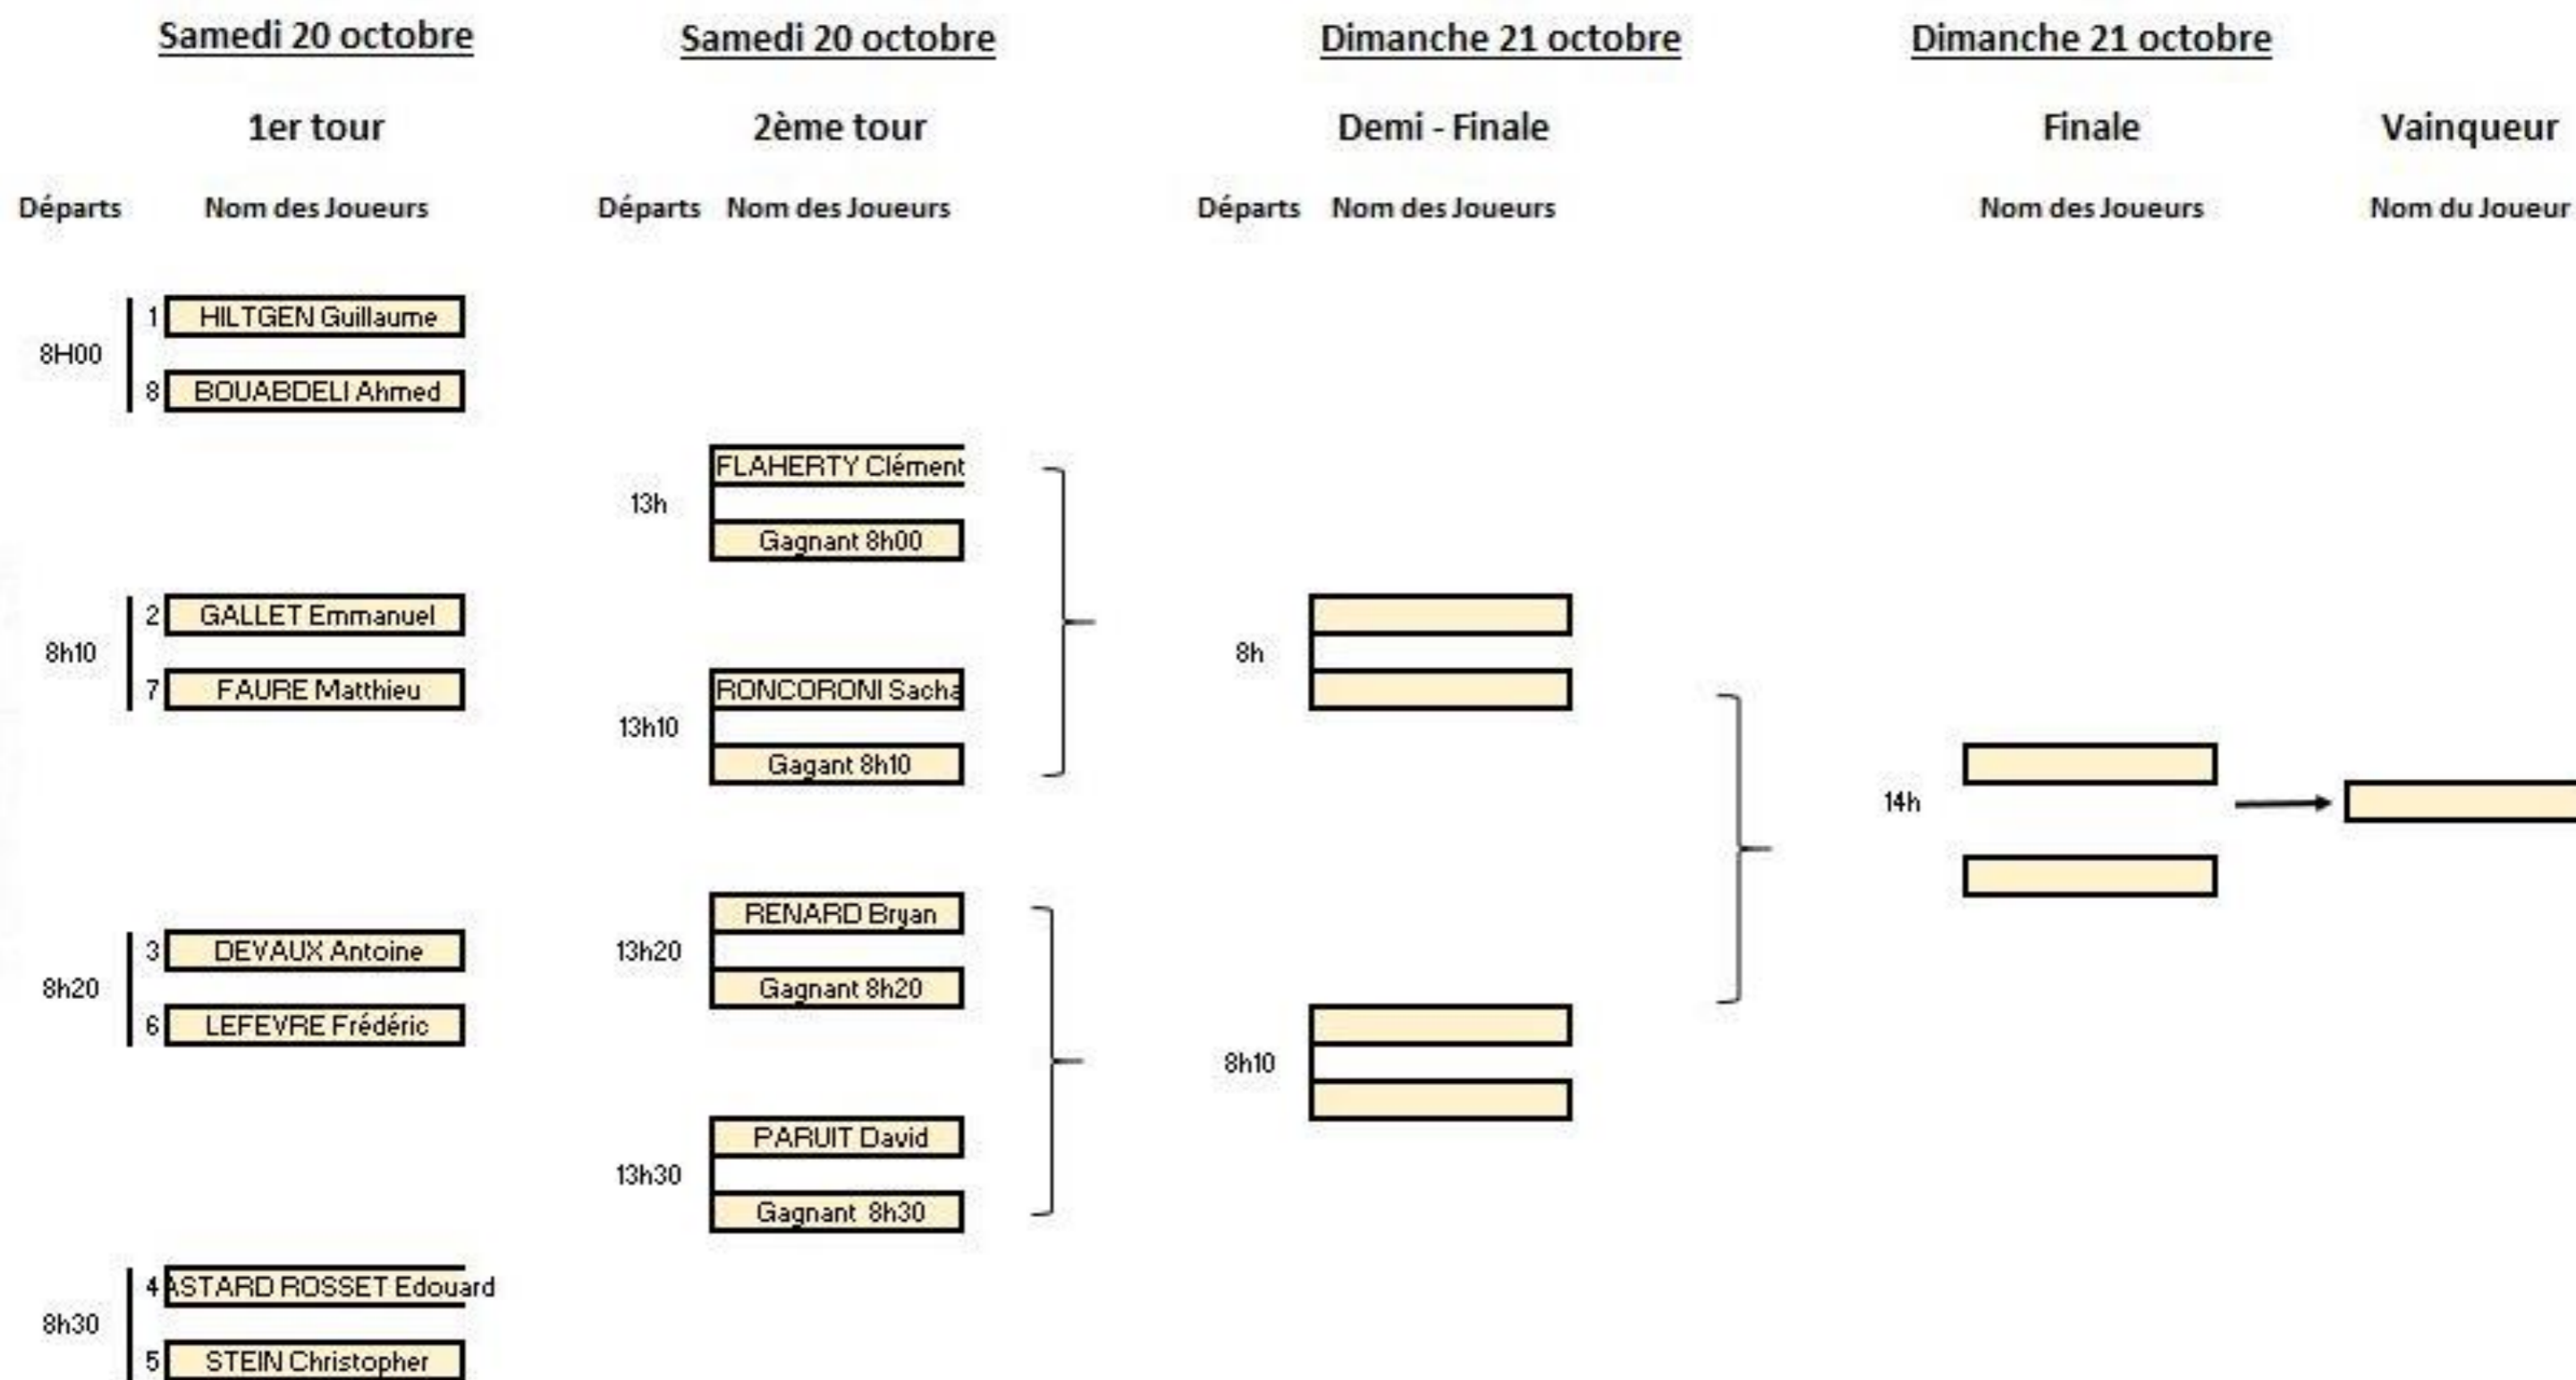 Samedi 20 octobre Samedi 20 octobre Dimanche 21 octobre Dimanche 21 octobre
1er tour 2ème tour Demi - Finale Finale Vainqueur
Départs Nom des Joueurs Départs Nom des Joueurs Départs Nom des Joueurs Nom des Joueurs Nom du Joueur
1 HILTGEN Guillaume
8H00
8 BOUABDELI Ahmed
FLAHERTY Clément
13h
Gagnant 8h00
2 GALLET Emmanuel
8h10 8h
7 FAURE Matthieu RONCORONI Sacha
13h10
Gagant 8h10
14h
RENARD Bryan
3 DEVAUX Antoine 13h20
8h20 Gagnant 8h20
6 LEFEVRE Frédéric
8h10
PARUIT David
13h30
Gagnant 8h30
4 ASTARD ROSSET Edouard
8h30
5 STEIN Christopher